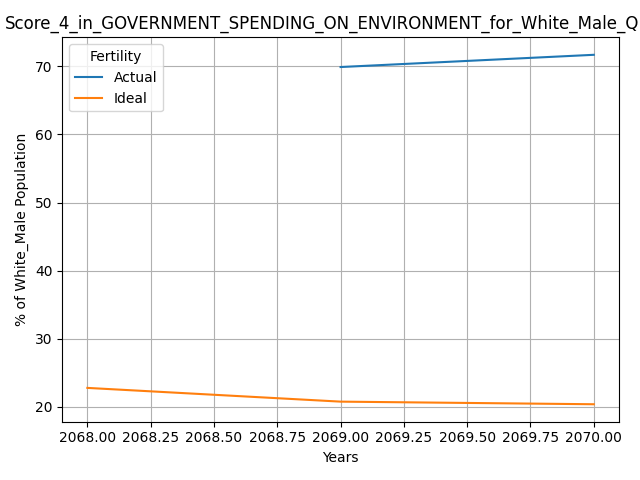 Score_4_in_GOVERNMENT_SPENDING_ON_ENVIRONMENT_for_White_Male_Q
Fertility
Actual
Ideal
% of White_Male Population
70
60
50
40
30
20
2068.00 2068.25 2068.50 2068.75 2069.00 2069.25 2069.50 2069.75 2070.00
Years